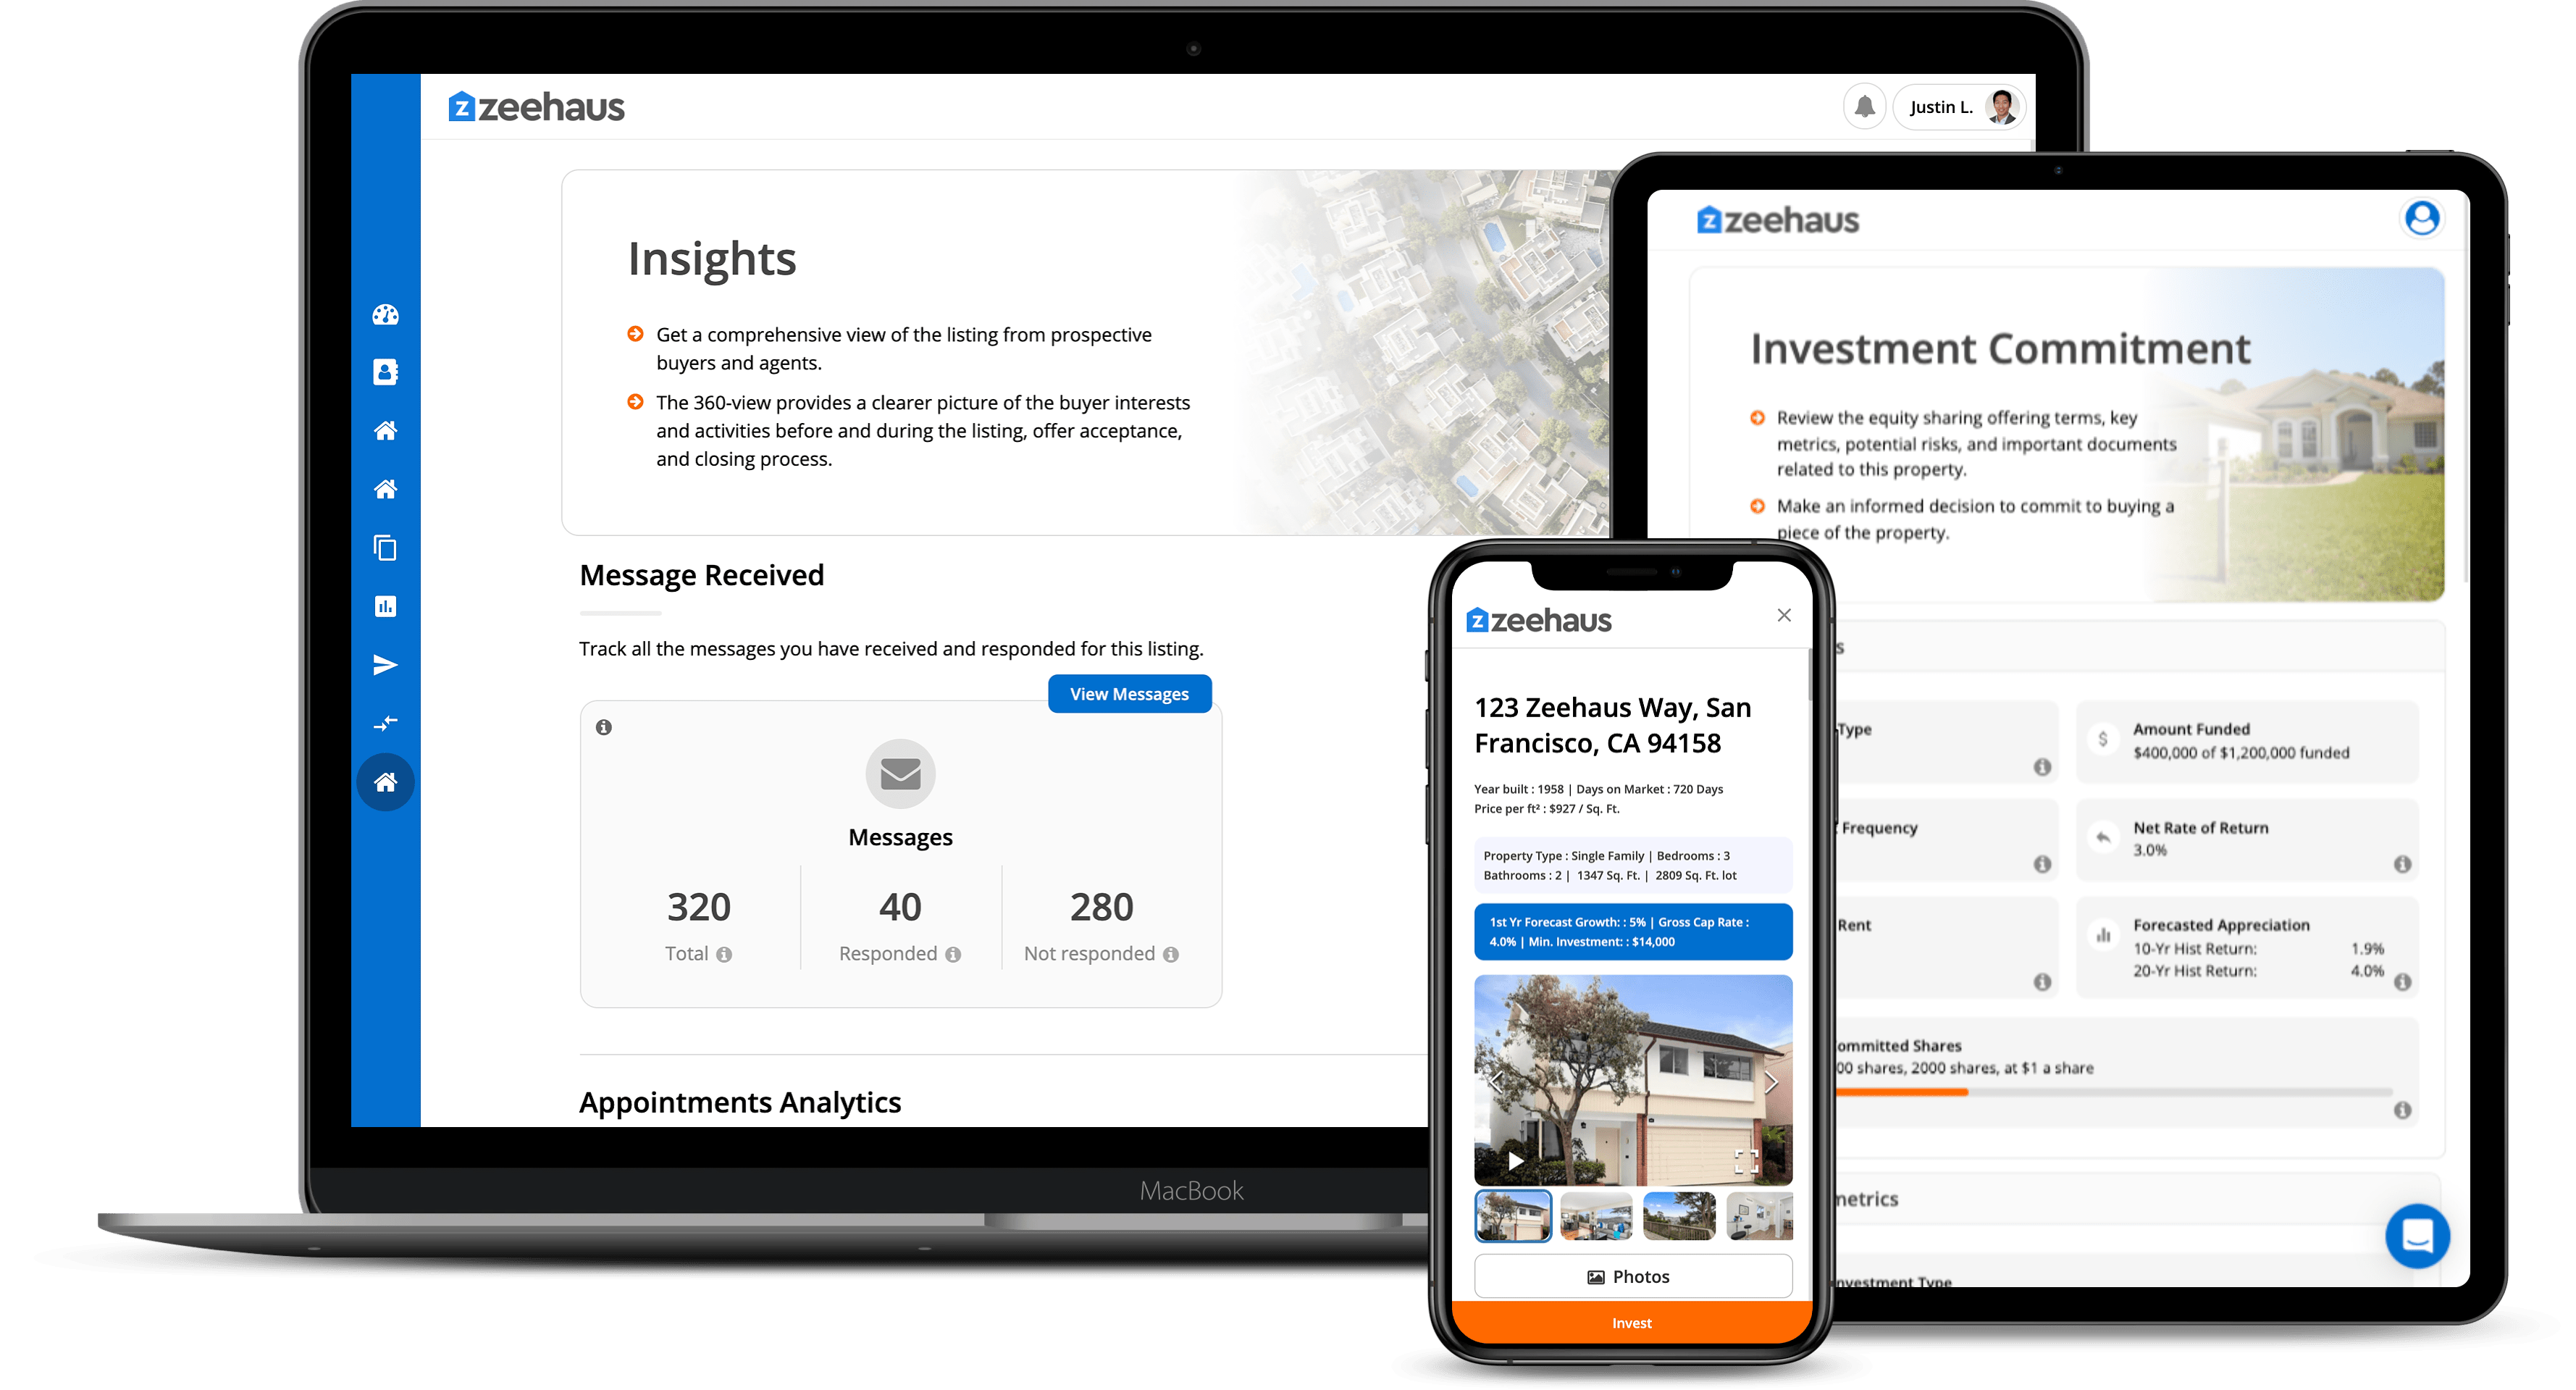 zeehaus
Justin L.
Insights
Get a comprehensive view of the listing from prospective
buyers and agents.
The 360-view provides a clearer picture of the buyer interests
and activities before and during the listing, offer acceptance,
and closing process.
Message Received
Track all the messages you have received and responded for this listing.
View Messages
Messages
320
40
280
Total
Responded
Not responded
Appointments Analytics
MacBook
zeehaus
Investment Commitment
Review the equity sharing offering terms, key
metrics, potential risks, and important documents
related to this property.
Make an informed decision to commit to buying a
piece of the property.
Type
Amount Funded
$400,000 of $1,200,000 funded
Frequency
Net Rate of Return
3.0%
Rent
Forecasted Appreciation
10-Yr Hist Return: 1.9%
20-Yr Hist Return: 4.0%
ommitted Shares
00 shares, 2000 shares, at $1 a share
metrics
nvestment Type
zeehaus
123 Zeehaus Way, San
Francisco, CA 94158
Year built : 1958 | Days on Market : 720 Days
Price per ft² : $927 / Sq. Ft.
Property Type : Single Family | Bedrooms : 3
Bathrooms : 2 | 1347 Sq. Ft. | 2809 Sq. Ft. lot
1st Yr Forecast Growth: : 5% | Gross Cap Rate :
4.0% | Min. Investment: : $14,000
Photos
Invest